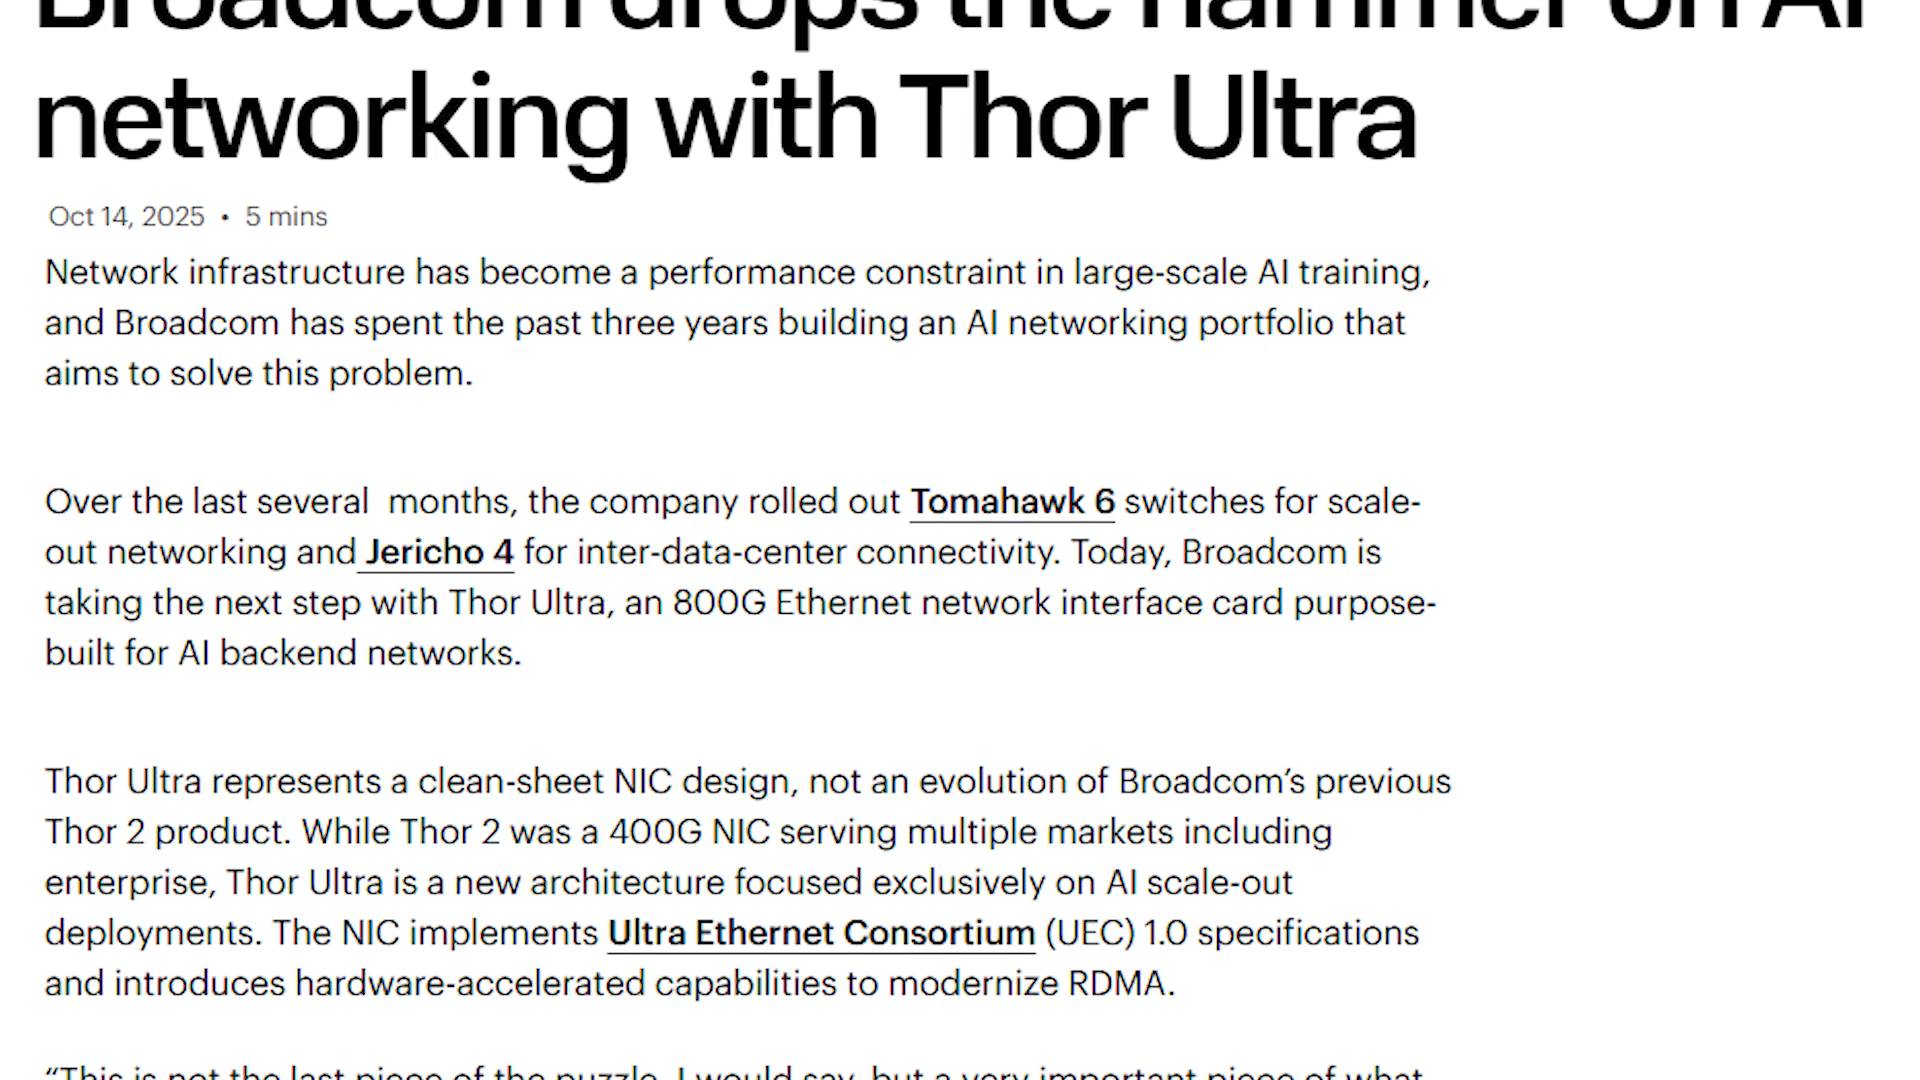 Broadcom drops the hammer on AI
networking with Thor Ultra
Oct 14, 2025 • 5 mins
Network infrastructure has become a performance constraint in large-scale AI training,
and Broadcom has spent the past three years building an AI networking portfolio that
aims to solve this problem.
Over the last several  months, the company rolled out Tomahawk 6 switches for scale-
out networking and Jericho 4 for inter-data-center connectivity. Today, Broadcom is
taking the next step with Thor Ultra, an 800G Ethernet network interface card purpose-
built for AI backend networks.
Thor Ultra represents a clean-sheet NIC design, not an evolution of Broadcom’s previous
Thor 2 product. While Thor 2 was a 400G NIC serving multiple markets including
enterprise, Thor Ultra is a new architecture focused exclusively on AI scale-out
deployments. The NIC implements Ultra Ethernet Consortium (UEC) 1.0 specifications
and introduces hardware-accelerated capabilities to modernize RDMA.
“This is not the last piece of the puzzle, I would say, but a very important piece of what